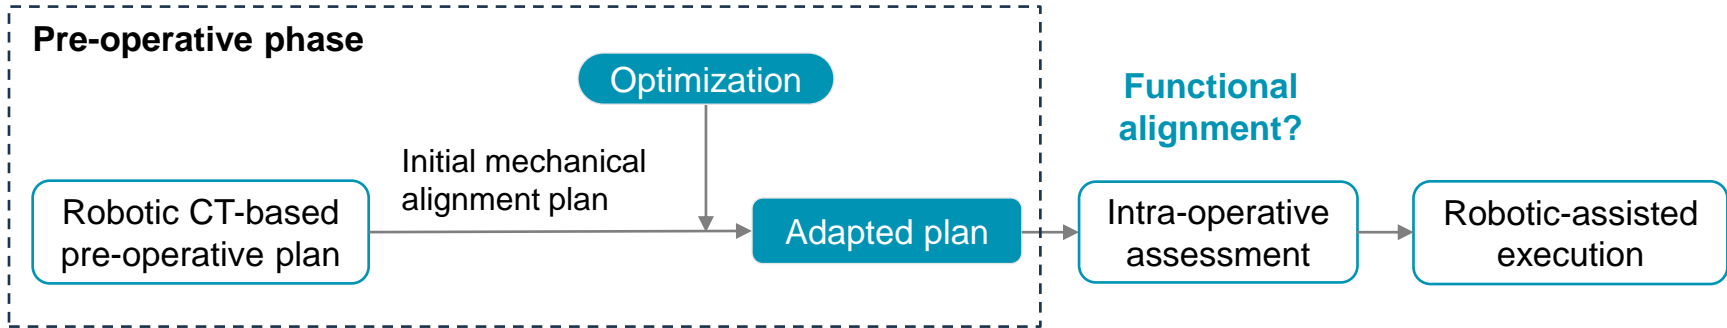 Pre-operative phase
Optimization
Functional
alignment?
Initial mechanical
alignment plan
Robotic CT-based
pre-operative plan
Adapted plan
Intra-operative
assessment
Robotic-assisted
execution